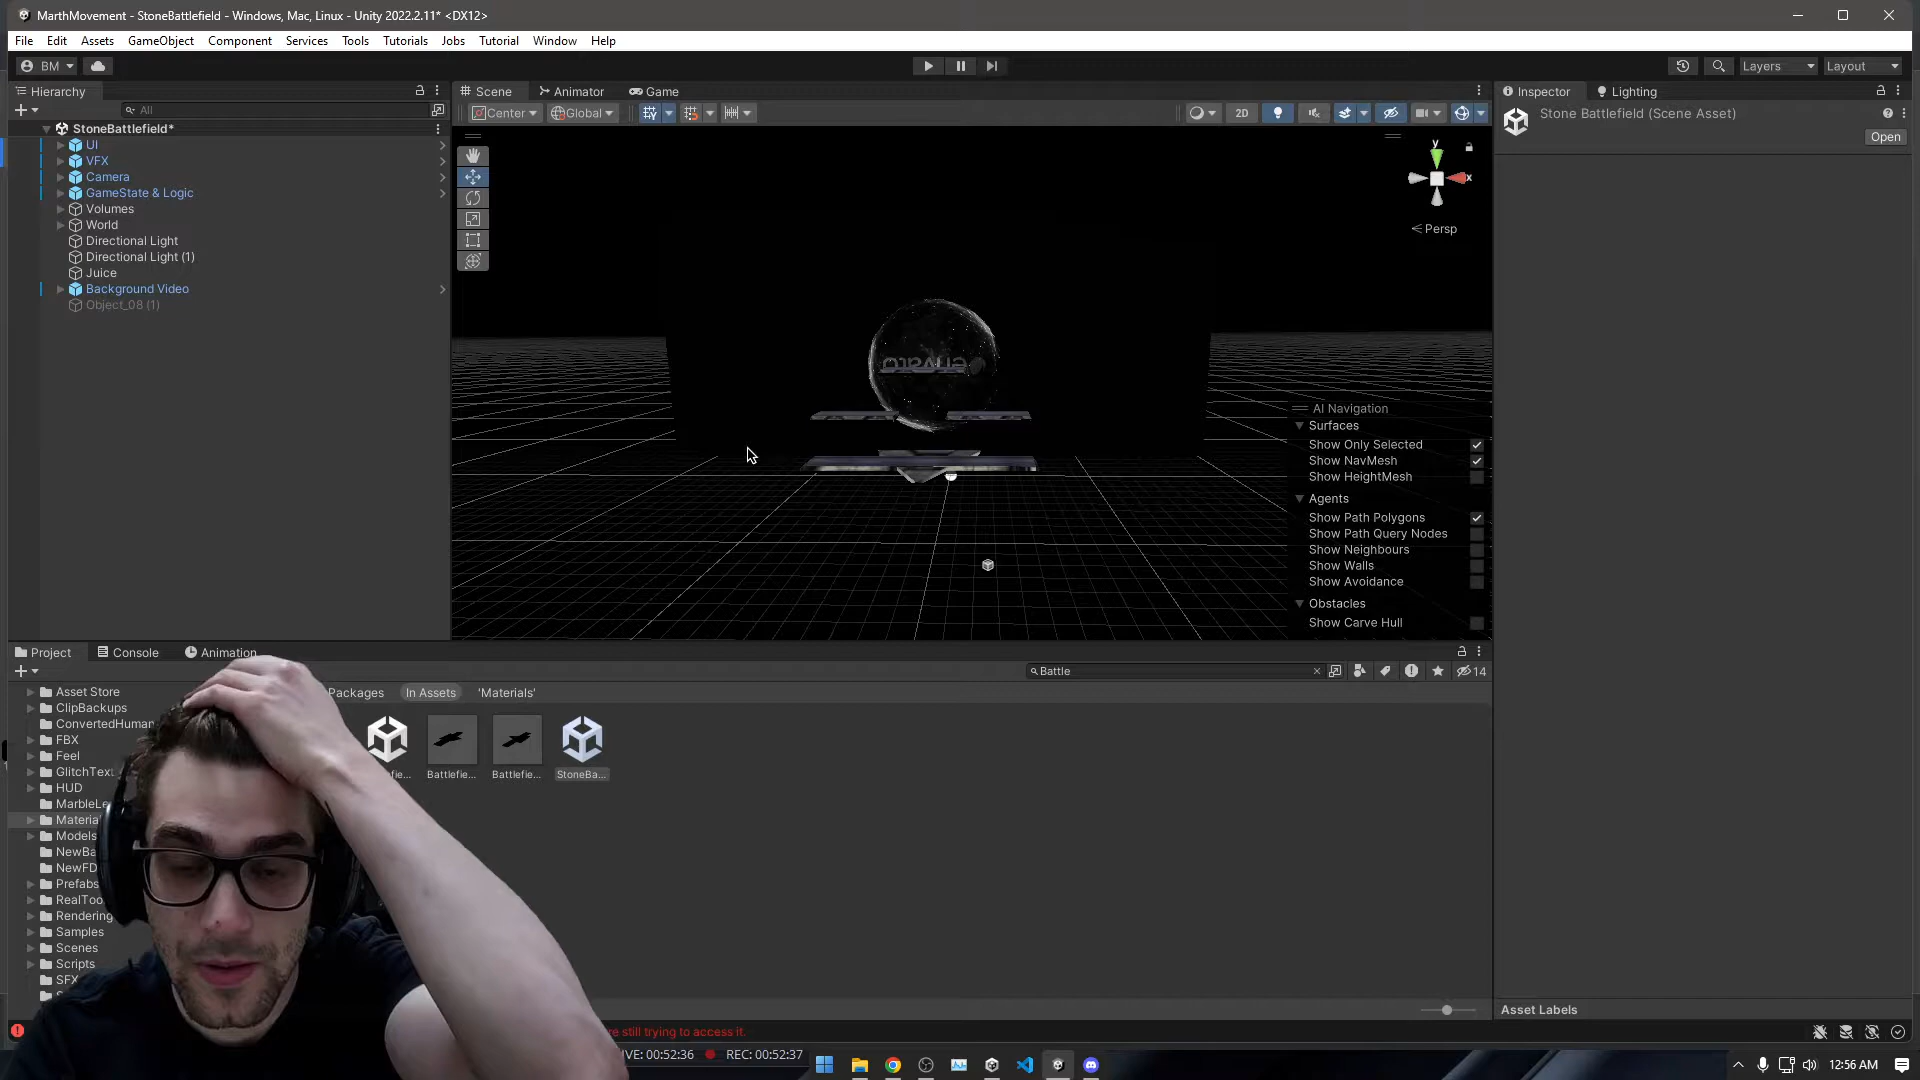 MarthMovement - StoneBattlefield - Windows, Mac, Linux - Unity 2022.2.11* <DX12>
File Edit Assets GameObject Component Services Tools Tutorials Jobs Tutorial Window Help
BM
Layers Layout
Hierarchy
All
StoneBattlefield*
UI
VFX
Camera
GameState & Logic
Volumes
World
Directional Light
Directional Light (1)
Juice
Background Video
Object_08 (1)
Scene Animator Game
Center Global 2D
y
x
< Persp
AI Navigation
Surfaces
Show Only Selected
Show NavMesh
Show HeightMesh
Agents
Show Path Polygons
Show Path Query Nodes
Show Neighbours
Show Walls
Show Avoidance
Obstacles
Show Carve Hull
Inspector Lighting
Stone Battlefield (Scene Asset)
Open
Asset Labels
Project Console Animation
Battle
14
Packages In Assets 'Materials'
Battlefie... Battlefie... StoneBa...
Asset Store
ClipBackups
ConvertedHuman
FBX
Feel
GlitchText
HUD
MarbleLe
Material
Models
NewBa
NewFD
Prefabs
RealToo
Rendering
Samples
Scenes
Scripts
SFX
re still trying to access it.
IVE: 00:52:36 REC: 00:52:37
12:56 AM